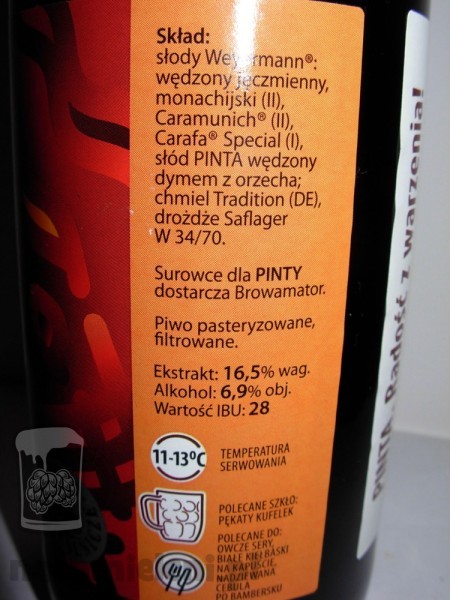 Skład:
słody Weyermann®:
wędzony jęczmienny,
monachijski (II),
Caramunich® (II),
Carafa® Special (I),
słód PINTA wędzony
dymem z orzecha;
chmiel Tradition (DE),
drożdże Saflager
W 34/70.
Surowce dla PINTY
dostarcza Browamator.
Piwo pasteryzowane,
filtrowane.
Ekstrakt: 16,5% wag.
Alkohol: 6,9% obj.
Wartość IBU: 28
11-13ºC
TEMPERATURA
SERWOWANIA
POLECANE SZKŁO:
PĘKATY KUFELEK
POLECANE DO:
OWCZE SERY,
BIAŁE KIEŁBASKI
NA KAPUŚCIE,
NADZIEWANA
CEBULA
PO BAMBERSKU
PINTA. Radość z warzenia!